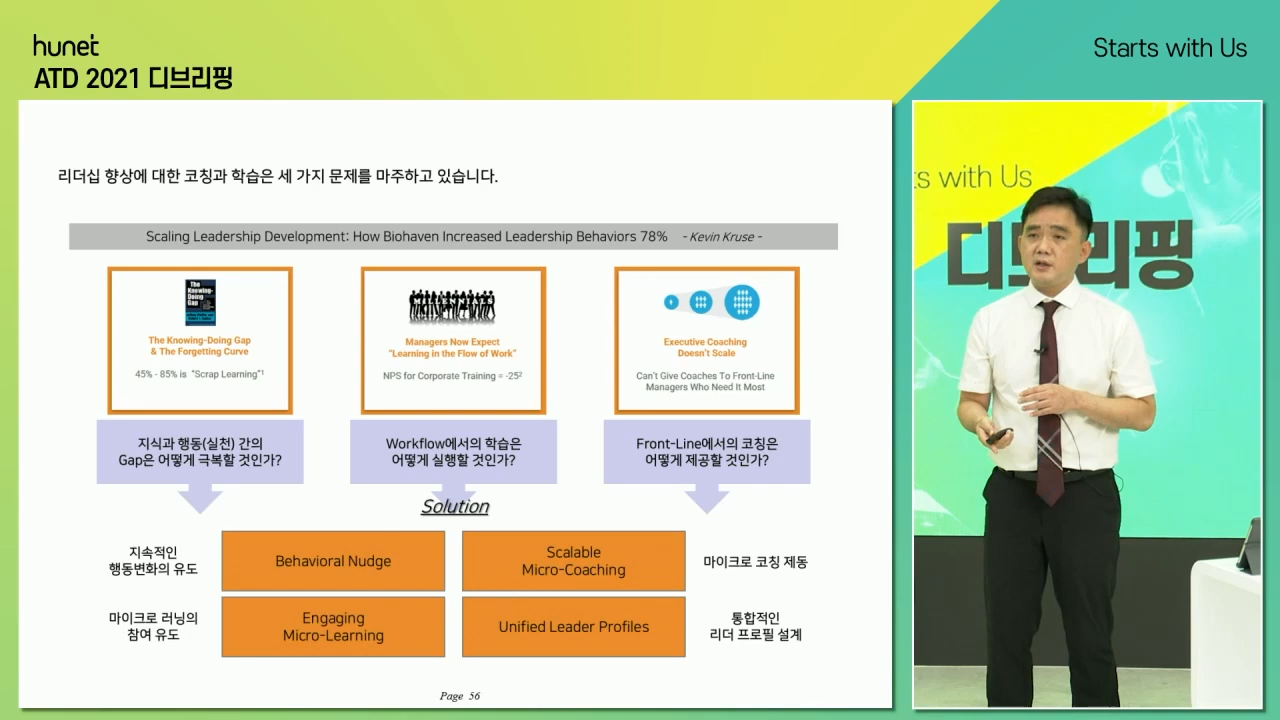 hunet
ATD 2021 디브리핑
Starts with Us
리더십 향상에 대한 코칭과 학습은 세 가지 문제를 마주하고 있습니다.
Scaling Leadership Development: How Biohaven Increased Leadership Behaviors 78% - Kevin Kruse -
The
Knowing-
Doing
Gap
The Knowing-Doing Gap
& The Forgetting Curve
45% - 85% is "Scrap Learning"1
Managers Now Expect
"Learning in the Flow of Work"
NPS for Corporate Training = -25²
Executive Coaching
Doesn't Scale
Can't Give Coaches To Front-Line
Managers Who Need It Most
지식과 행동(실천) 간의
Gap은 어떻게 극복할 것인가?
Workflow에서의 학습은
어떻게 실행할 것인가?
Front-Line에서의 코칭은
어떻게 제공할 것인가?
Solution
지속적인
행동변화의 유도
Behavioral Nudge
Scalable
Micro-Coaching
마이크로 코칭 제동
마이크로 러닝의
참여 유도
Engaging
Micro-Learning
Unified Leader Profiles
통합적인
리더 프로필 설계
Page 56
ts with Us
디브리핑